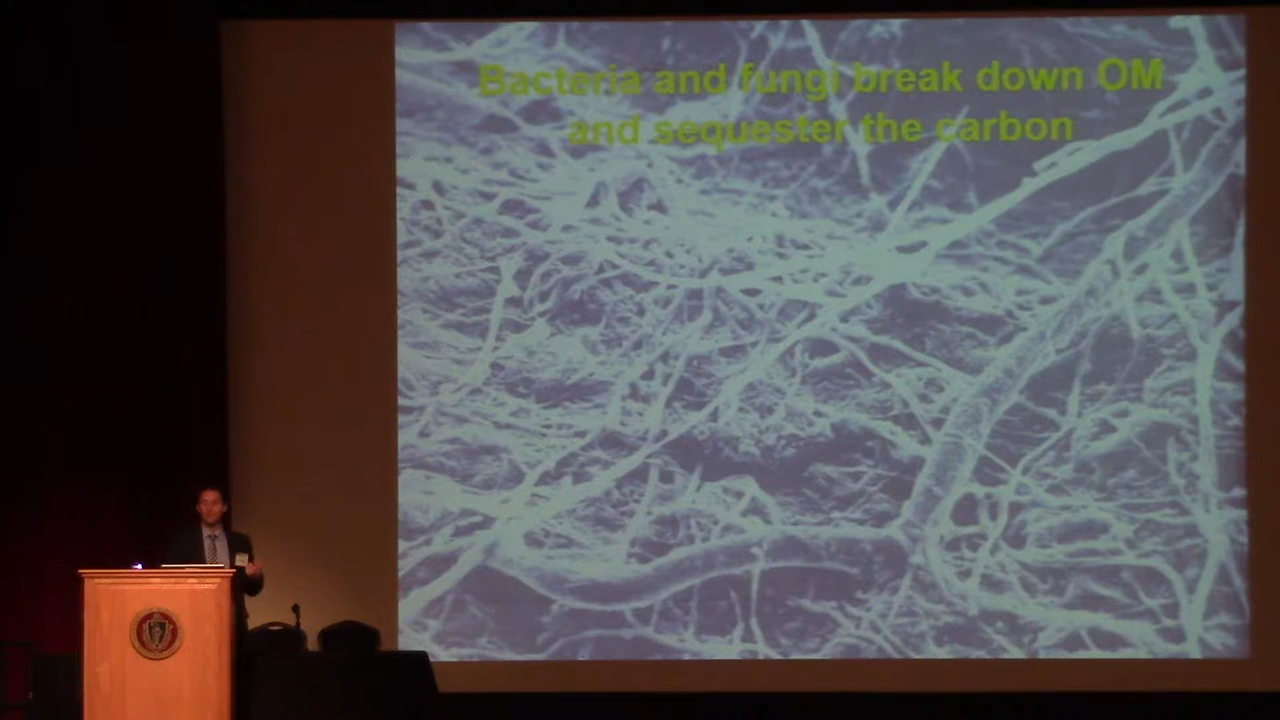 Bacteria and fungi break down OM
and sequester the carbon